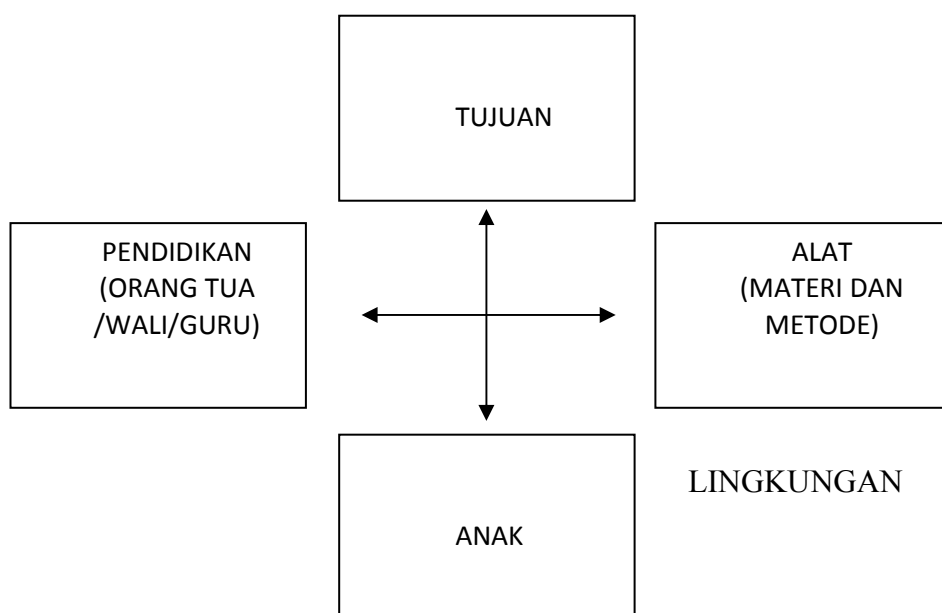 TUJUAN
PENDIDIKAN
(ORANG TUA
/WALI/GURU)
ALAT
(MATERI DAN
METODE)
LINGKUNGAN
ANAK